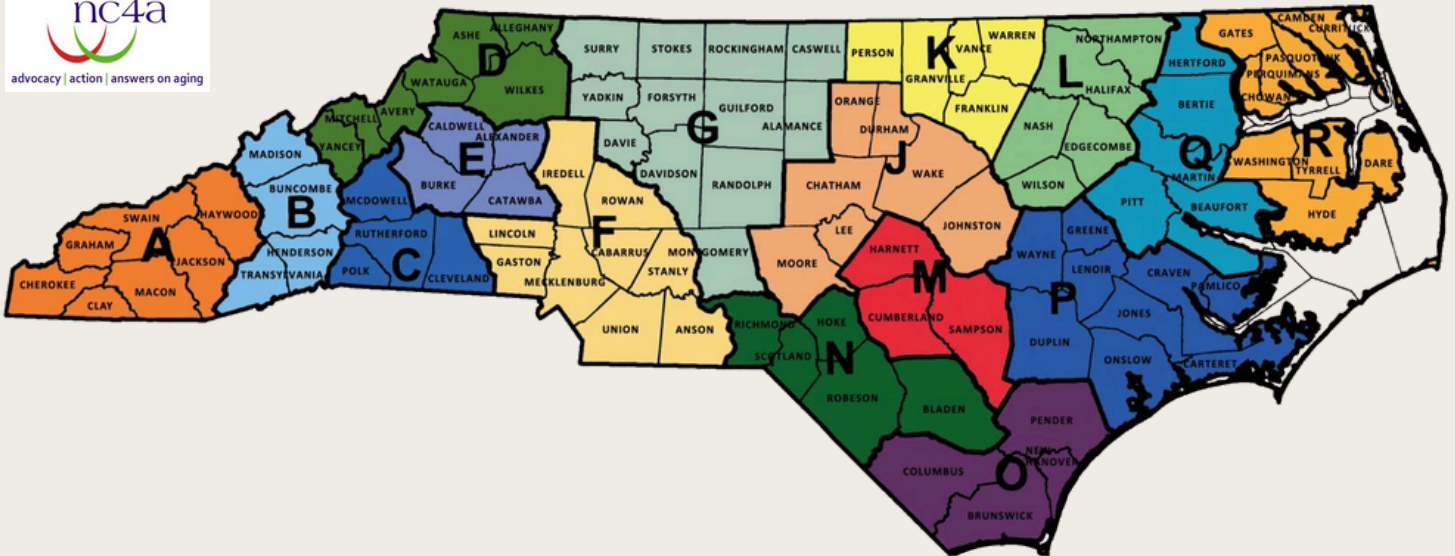 nc4a
advocacy | action | answers on aging
A
CHEROKEE
GRAHAM
SWAIN
CLAY
MACON
JACKSON
HAYWOOD
B
MADISON
BUNCOMBE
HENDERSON
TRANSYLVANIA
C
MCDOWELL
RUTHERFORD
POLK
CLEVELAND
D
ASHE
ALLEGHANY
WATAUGA
WILKES
AVERY
MITCHELL
YANCEY
E
CALDWELL
ALEXANDER
BURKE
CATAWBA
F
IREDELL
ROWAN
LINCOLN
GASTON
CABARRUS
MECKLENBURG
STANLY
UNION
ANSON
G
SURRY
STOKES
ROCKINGHAM
CASWELL
YADKIN
FORSYTH
GUILFORD
ALAMANCE
DAVIE
DAVIDSON
RANDOLPH
MONTGOMERY
J
ORANGE
DURHAM
WAKE
CHATHAM
LEE
JOHNSTON
MOORE
K
PERSON
GRANVILLE
VANCE
WARREN
FRANKLIN
L
NORTHAMPTON
HALIFAX
NASH
EDGECOMBE
WILSON
M
HARNETT
CUMBERLAND
SAMPSON
N
RICHMOND
SCOTLAND
HOKE
ROBESON
BLADEN
O
PENDER
NEW
HANOVER
COLUMBUS
BRUNSWICK
P
WAYNE
GREENE
LENOIR
CRAVEN
PAMLICO
JONES
DUPLIN
ONSLOW
CARTERET
Q
HERTFORD
BERTIE
MARTIN
PITT
BEAUFORT
R
GATES
CAMDEN
CURRITUCK
PASQUOTANK
PERQUIMANS
CHOWAN
WASHINGTON
TYRRELL
DARE
HYDE